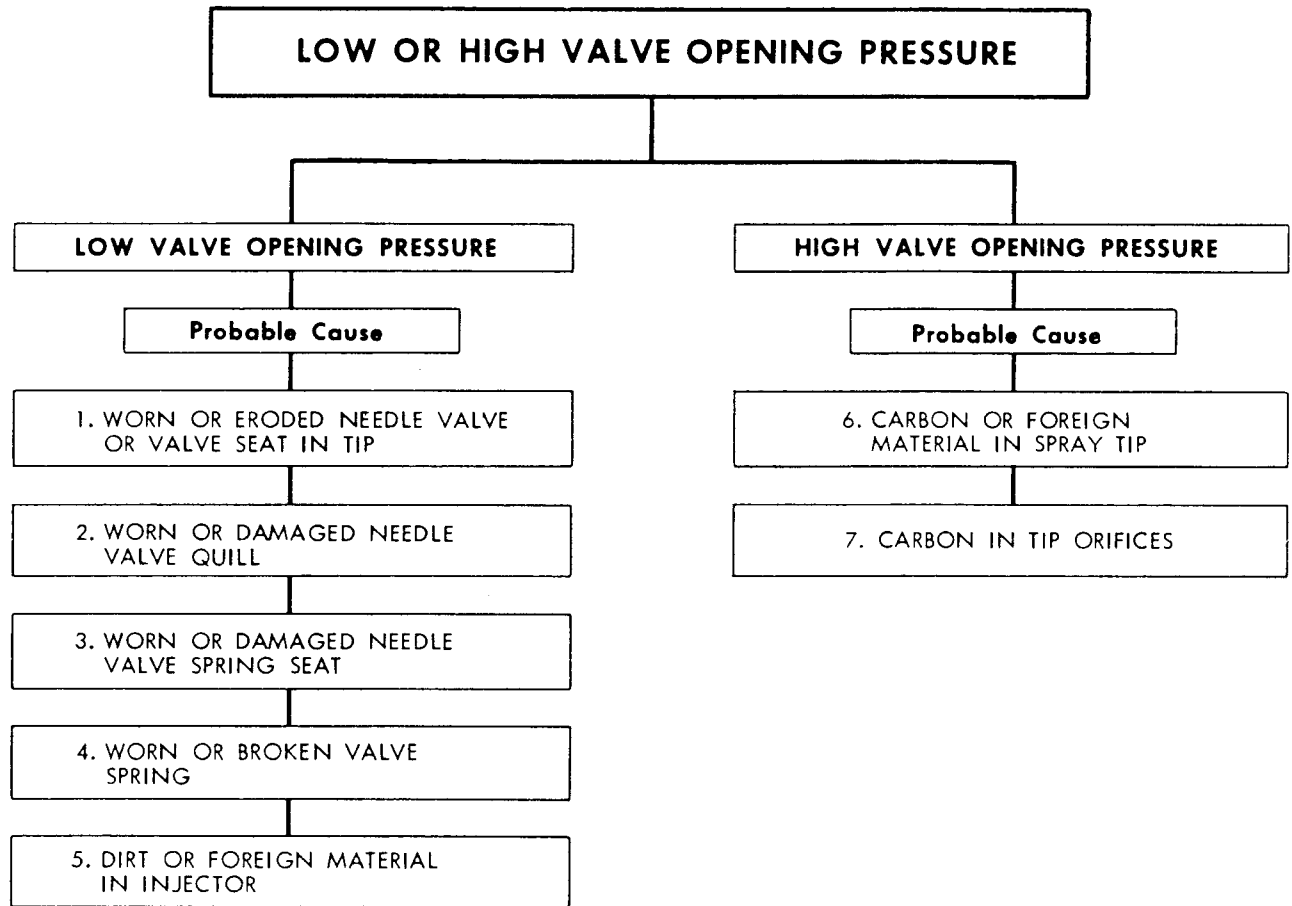 LOW OR HIGH VALVE OPENING PRESSURE
LOW VALVE OPENING PRESSURE
Probable Cause
1. WORN OR ERODED NEEDLE VALVE
OR VALVE SEAT IN TIP
2. WORN OR DAMAGED NEEDLE
VALVE QUILL
3. WORN OR DAMAGED NEEDLE
VALVE SPRING SEAT
4. WORN OR BROKEN VALVE
SPRING
5. DIRT OR FOREIGN MATERIAL
IN INJECTOR
HIGH VALVE OPENING PRESSURE
Probable Cause
6. CARBON OR FOREIGN
MATERIAL IN SPRAY TIP
7. CARBON IN TIP ORIFICES